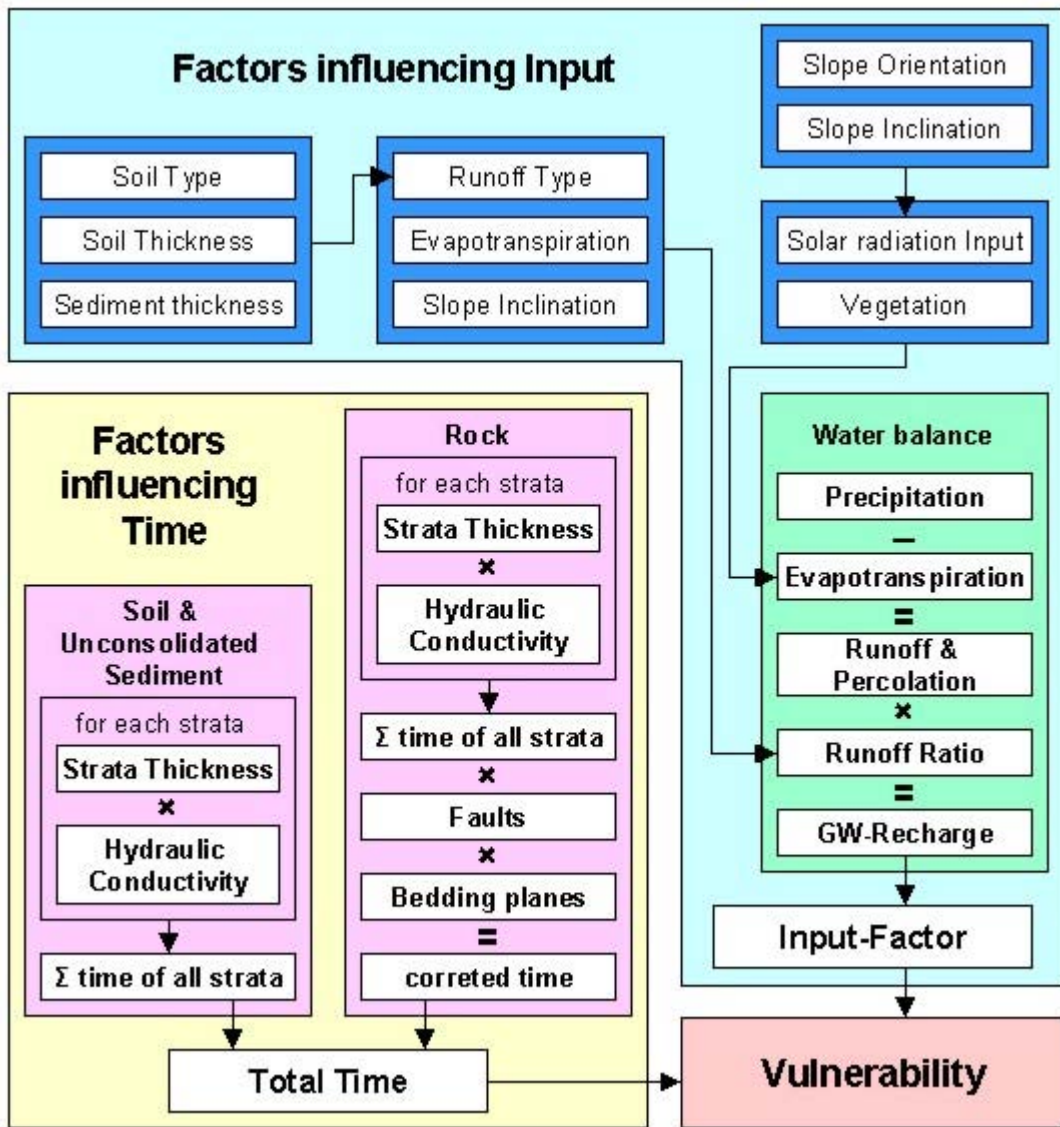 Factors influencing Input
Slope Orientation
Slope Inclination
Soil Type
Soil Thickness
Sediment thickness
Runoff Type
Evapotranspiration
Slope Inclination
Solar radiation Input
Vegetation
Water balance
Precipitation
–
Evapotranspiration
=
Runoff &
Percolation
×
Runoff Ratio
=
GW-Recharge
Input-Factor
Factors
influencing
Time
Soil &
Unconsolidated
Sediment
for each strata
Strata Thickness
×
Hydraulic
Conductivity
Σ time of all strata
Rock
for each strata
Strata Thickness
×
Hydraulic
Conductivity
Σ time of all strata
×
Faults
×
Bedding planes
=
correted time
Total Time
Vulnerability